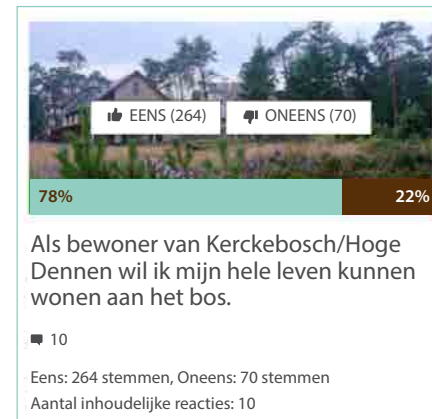 EENS (264) ONEENS (70)
78% 22%
Als bewoner van Kerckebosch/Hoge
Dennen wil ik mijn hele leven kunnen
wonen aan het bos.
10
Eens: 264 stemmen, Oneens: 70 stemmen
Aantal inhoudelijke reacties: 10